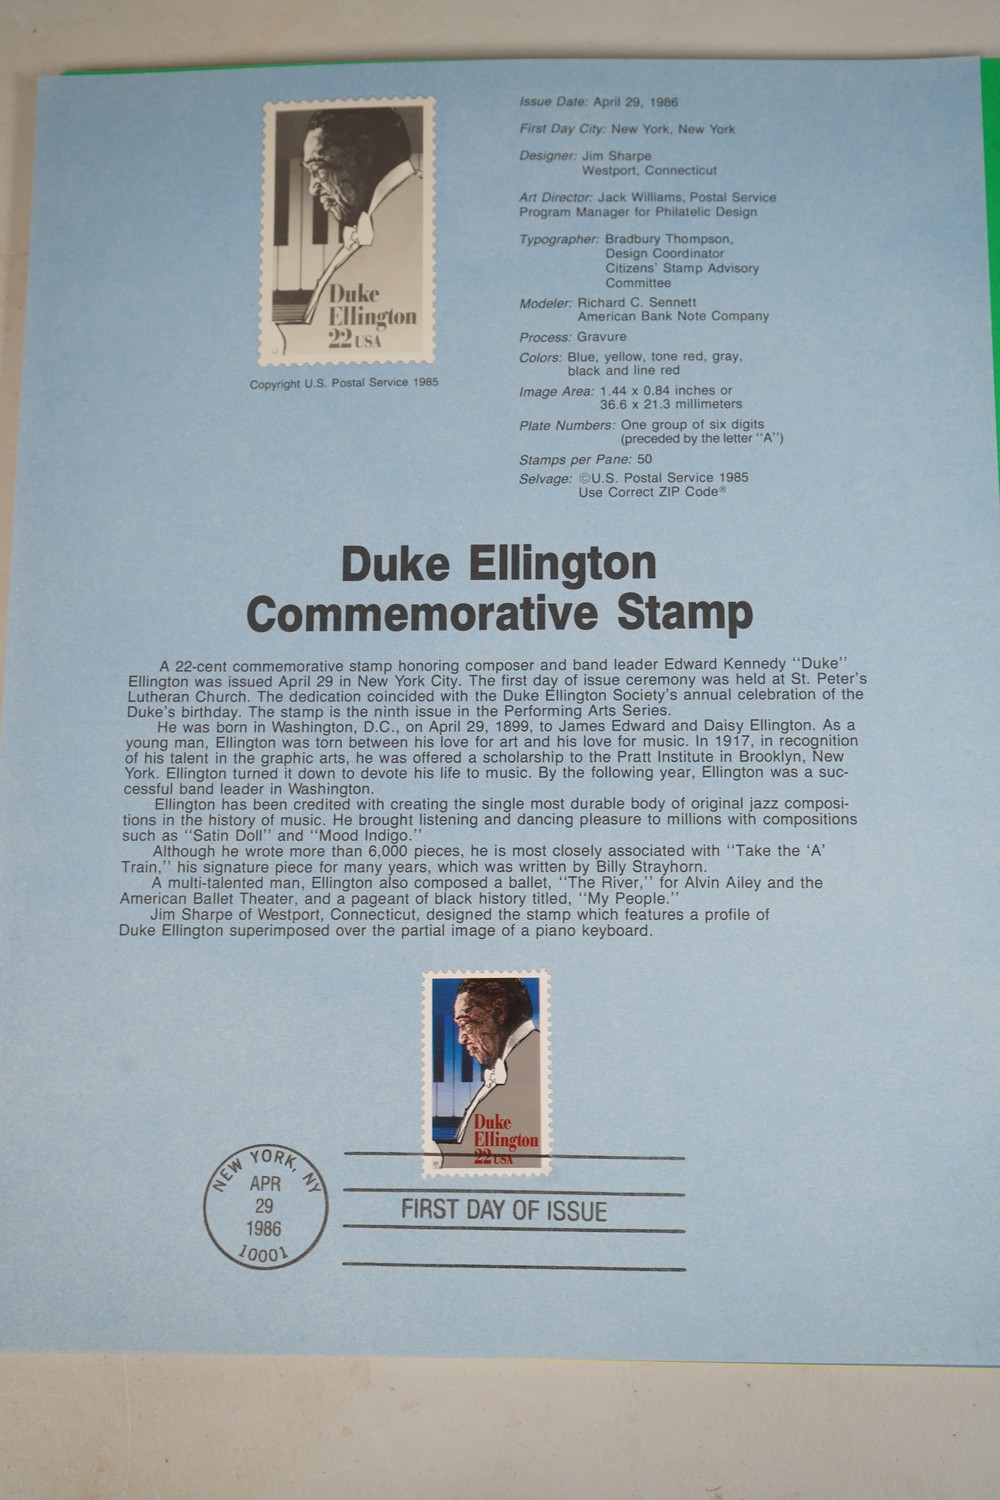 Duke
Ellington
22 USA
Copyright U.S. Postal Service 1985
Issue Date: April 29, 1986
First Day City: New York, New York
Designer: Jim Sharpe
Westport, Connecticut
Art Director: Jack Williams, Postal Service
Program Manager for Philatelic Design
Typographer: Bradbury Thompson,
Design Coordinator
Citizens' Stamp Advisory
Committee
Modeler: Richard C. Sennett
American Bank Note Company
Process: Gravure
Colors: Blue, yellow, tone red, gray,
black and line red
Image Area: 1.44 x 0.84 inches or
36.6 x 21.3 millimeters
Plate Numbers: One group of six digits
(preceded by the letter "A")
Stamps per Pane: 50
Selvage: ©U.S. Postal Service 1985
Use Correct ZIP Code®
Duke Ellington
Commemorative Stamp
A 22-cent commemorative stamp honoring composer and band leader Edward Kennedy "Duke"
Ellington was issued April 29 in New York City. The first day of issue ceremony was held at St. Peter's
Lutheran Church. The dedication coincided with the Duke Ellington Society's annual celebration of the
Duke's birthday. The stamp is the ninth issue in the Performing Arts Series.
He was born in Washington, D.C., on April 29, 1899, to James Edward and Daisy Ellington. As a
young man, Ellington was torn between his love for art and his love for music. In 1917, in recognition
of his talent in the graphic arts, he was offered a scholarship to the Pratt Institute in Brooklyn, New
York. Ellington turned it down to devote his life to music. By the following year, Ellington was a suc-
cessful band leader in Washington.
Ellington has been credited with creating the single most durable body of original jazz composi-
tions in the history of music. He brought listening and dancing pleasure to millions with compositions
such as "Satin Doll" and "Mood Indigo."
Although he wrote more than 6,000 pieces, he is most closely associated with "Take the 'A'
Train," his signature piece for many years, which was written by Billy Strayhorn.
A multi-talented man, Ellington also composed a ballet, "The River," for Alvin Ailey and the
American Ballet Theater, and a pageant of black history titled, "My People."
Jim Sharpe of Westport, Connecticut, designed the stamp which features a profile of
Duke Ellington superimposed over the partial image of a piano keyboard.
Duke
Ellington
22 USA
NEW YORK, NY
APR
29
1986
10001
FIRST DAY OF ISSUE